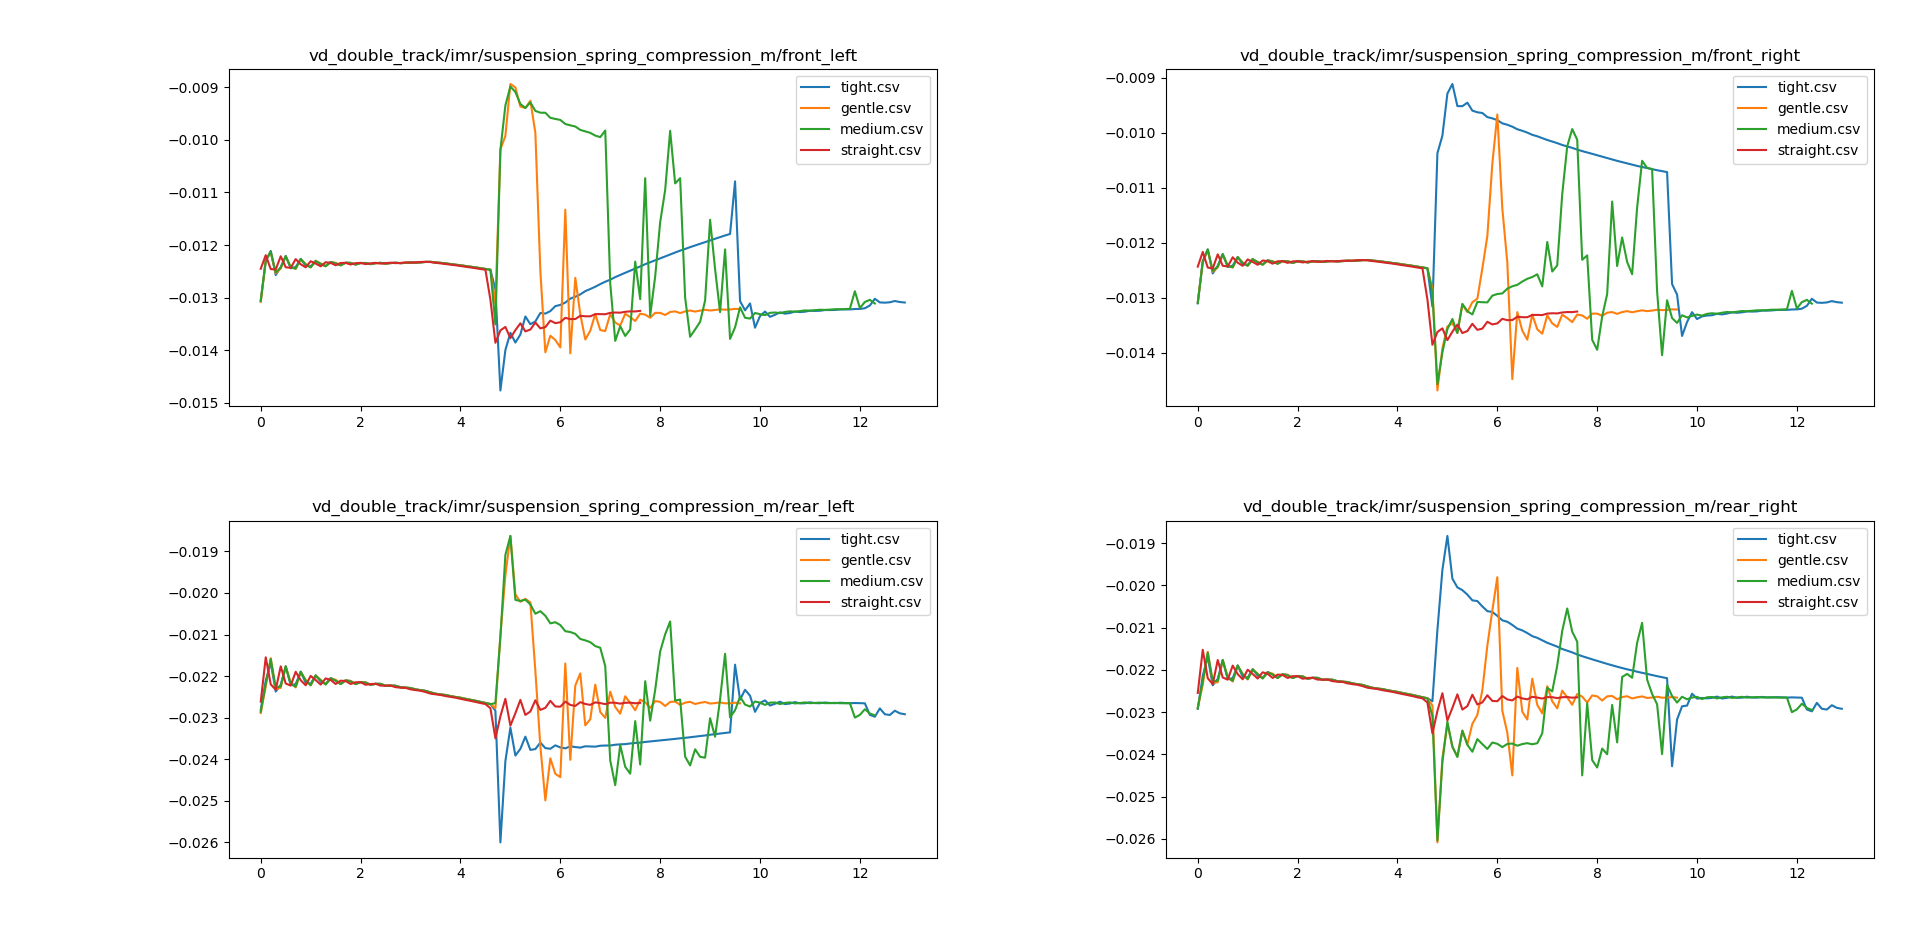 vd_double_track/imr/suspension_spring_compression_m/front_left
−0.009
−0.010
−0.011
−0.012
−0.013
−0.014
−0.015
0 2 4 6 8 10 12
tight.csv
gentle.csv
medium.csv
straight.csv
vd_double_track/imr/suspension_spring_compression_m/front_right
−0.009
−0.010
−0.011
−0.012
−0.013
−0.014
0 2 4 6 8 10 12
tight.csv
gentle.csv
medium.csv
straight.csv
vd_double_track/imr/suspension_spring_compression_m/rear_left
−0.019
−0.020
−0.021
−0.022
−0.023
−0.024
−0.025
−0.026
0 2 4 6 8 10 12
tight.csv
gentle.csv
medium.csv
straight.csv
vd_double_track/imr/suspension_spring_compression_m/rear_right
−0.019
−0.020
−0.021
−0.022
−0.023
−0.024
−0.025
−0.026
0 2 4 6 8 10 12
tight.csv
gentle.csv
medium.csv
straight.csv